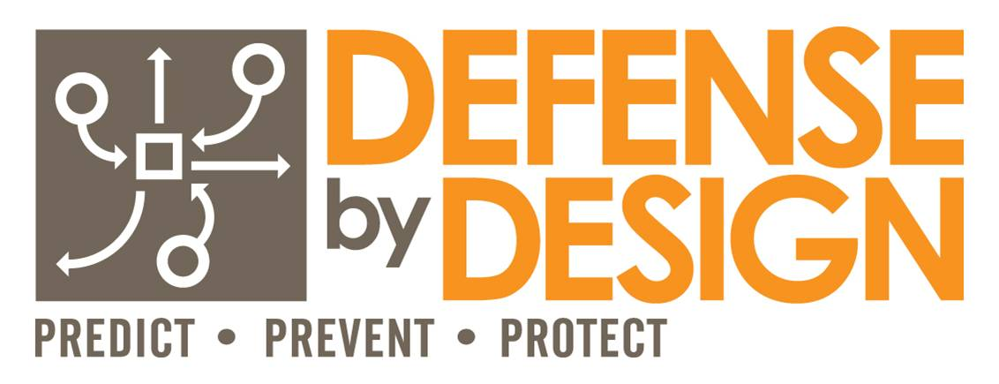 DEFENSE
by DESIGN
PREDICT • PREVENT • PROTECT